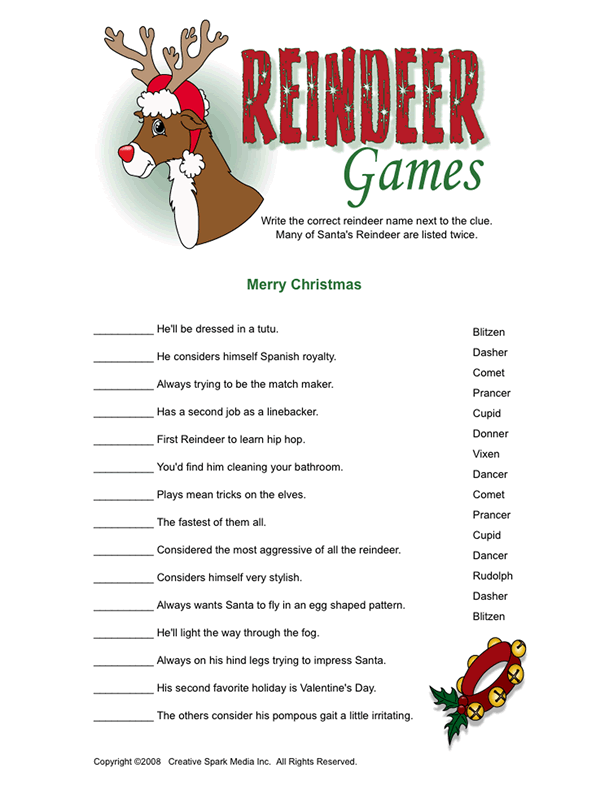 REINDEER
Games
Write the correct reindeer name next to the clue.
Many of Santa's Reindeer are listed twice.
Merry Christmas
__________ He'll be dressed in a tutu.
__________ He considers himself Spanish royalty.
__________ Always trying to be the match maker.
__________ Has a second job as a linebacker.
__________ First Reindeer to learn hip hop.
__________ You'd find him cleaning your bathroom.
__________ Plays mean tricks on the elves.
__________ The fastest of them all.
__________ Considered the most aggressive of all the reindeer.
__________ Considers himself very stylish.
__________ Always wants Santa to fly in an egg shaped pattern.
__________ He'll light the way through the fog.
__________ Always on his hind legs trying to impress Santa.
__________ His second favorite holiday is Valentine's Day.
__________ The others consider his pompous gait a little irritating.
Blitzen
Dasher
Comet
Prancer
Cupid
Donner
Vixen
Dancer
Comet
Prancer
Cupid
Dancer
Rudolph
Dasher
Blitzen
Copyright ©2008 Creative Spark Media Inc. All Rights Reserved.